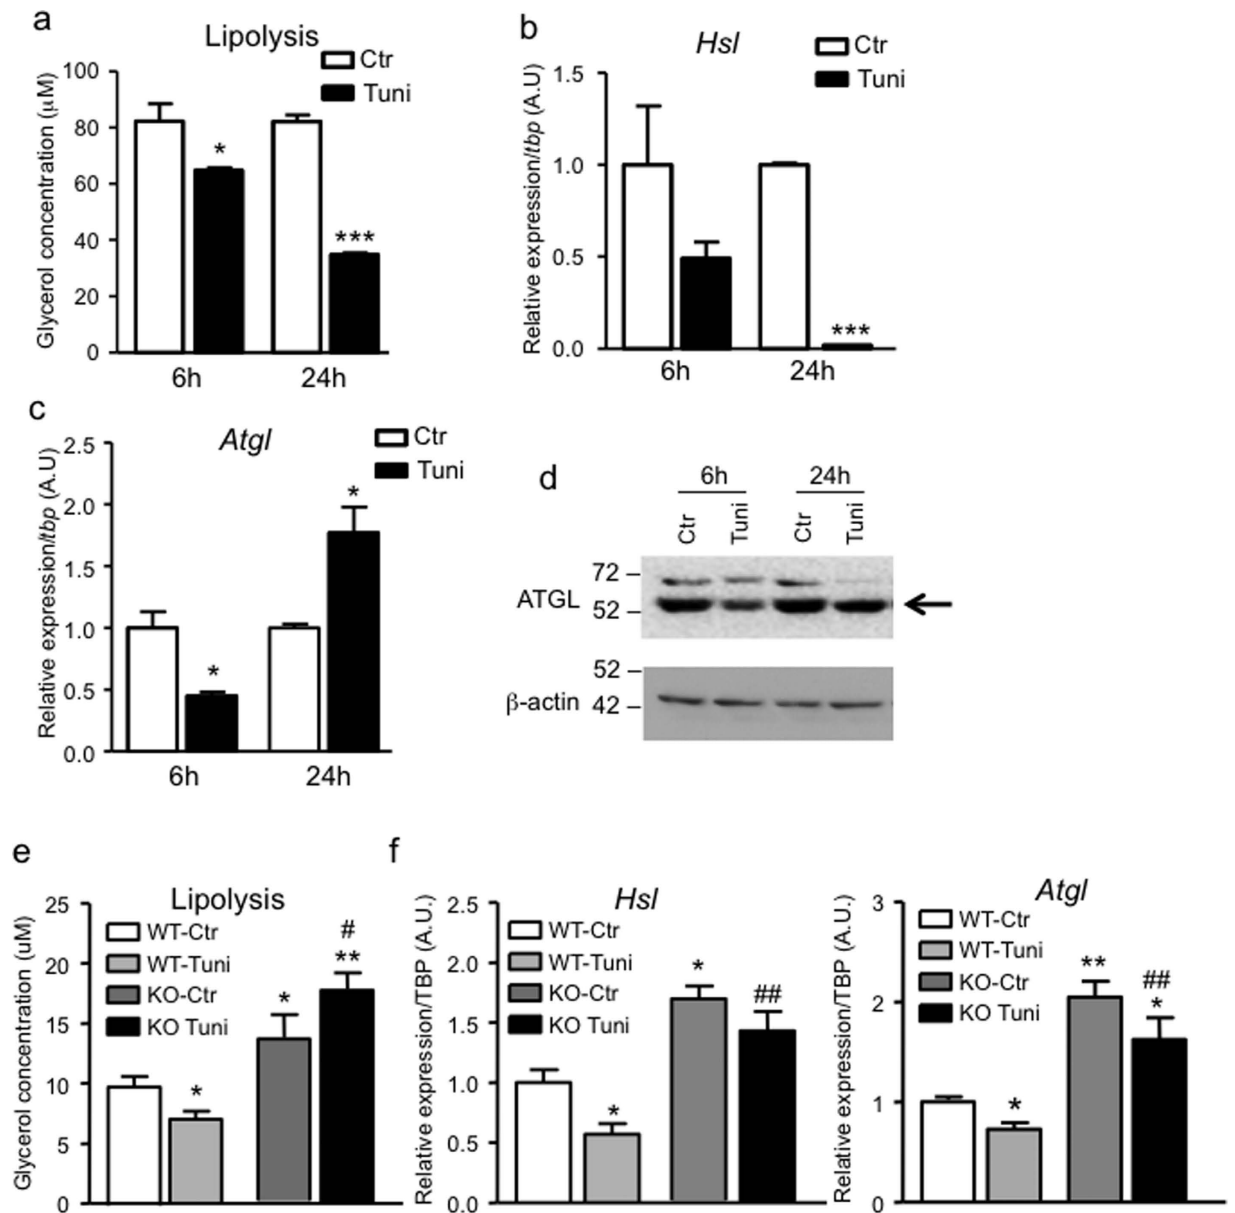 a
Lipolysis
Ctr
Tuni
Glycerol concentration (μM)
100
80
60
40
20
0
*
***
6h
24h
b
Hsl
Ctr
Tuni
Relative expression/tbp (A.U)
1.5
1.0
0.5
0.0
***
6h
24h
c
Atgl
Ctr
Tuni
Relative expression/tbp (A.U)
2.5
2.0
1.5
1.0
0.5
0.0
*
*
6h
24h
d
6h 24h
Ctr Tuni Ctr Tuni
ATGL
72
52
β-actin
52
42
e
Lipolysis
WT-Ctr
WT-Tuni
KO-Ctr
KO Tuni
Glycerol concentration (uM)
25
20
15
10
5
0
*
*
#
**
f
Hsl
WT-Ctr
WT-Tuni
KO-Ctr
KO Tuni
Relative expression/TBP (A.U.)
2.5
2.0
1.5
1.0
0.5
0.0
*
*
##
Atgl
WT-Ctr
WT-Tuni
KO-Ctr
KO Tuni
Relative expression/TBP (A.U.)
3
2
1
0
*
**
##
*